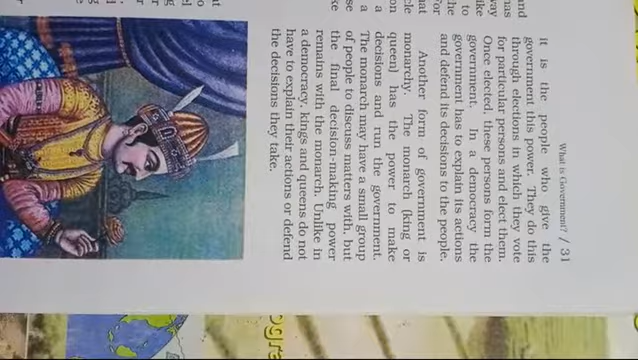 What is Government? / 31
it is the people who give the
government this power. They do this
through elections in which they vote
for particular persons and elect them.
Once elected, these persons form the
government. In a democracy the
government has to explain its actions
and defend its decisions to the people.
Another form of government is
monarchy. The monarch (king or
queen) has the power to make
decisions and run the government.
The monarch may have a small group
of people to discuss matters with, but
the final decision-making power
remains with the monarch. Unlike in
a democracy, kings and queens do not
have to explain their actions or defend
the decisions they take.
and